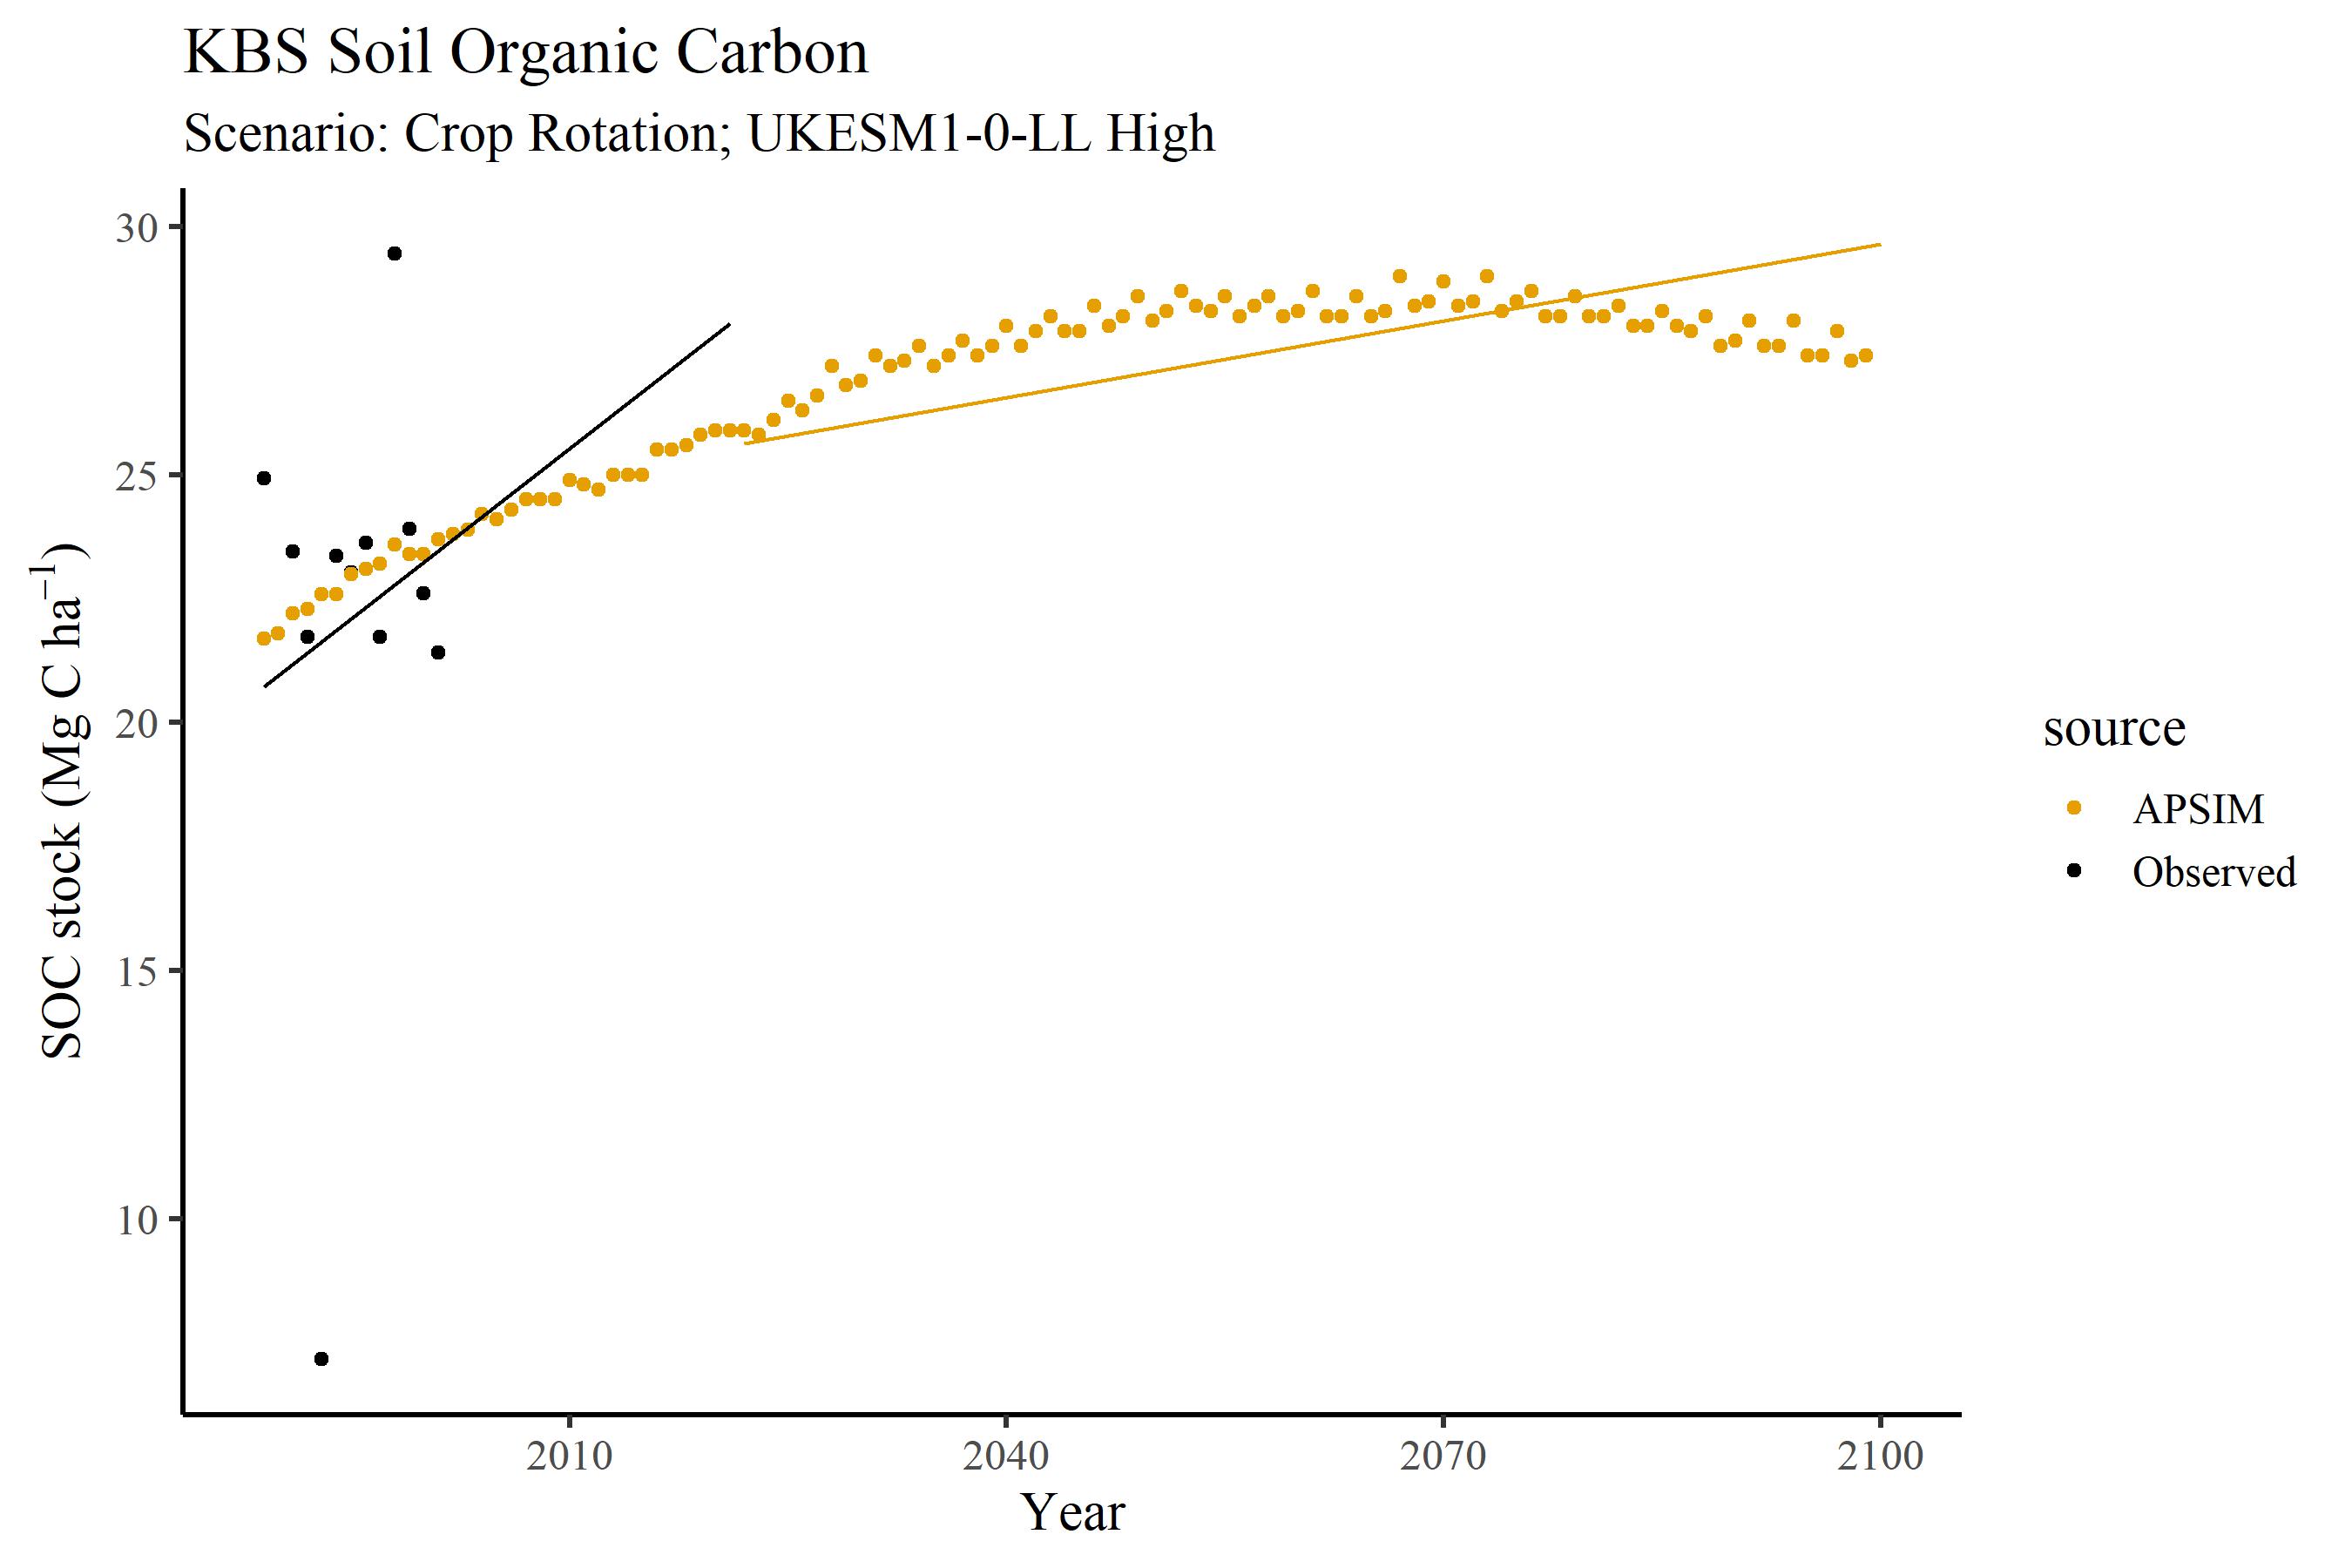 KBS Soil Organic Carbon
Scenario: Crop Rotation; UKESM1-0-LL High
30
25
20
15
10
SOC stock (Mg C ha⁻¹)
2010 2040 2070 2100
Year
source
APSIM
Observed